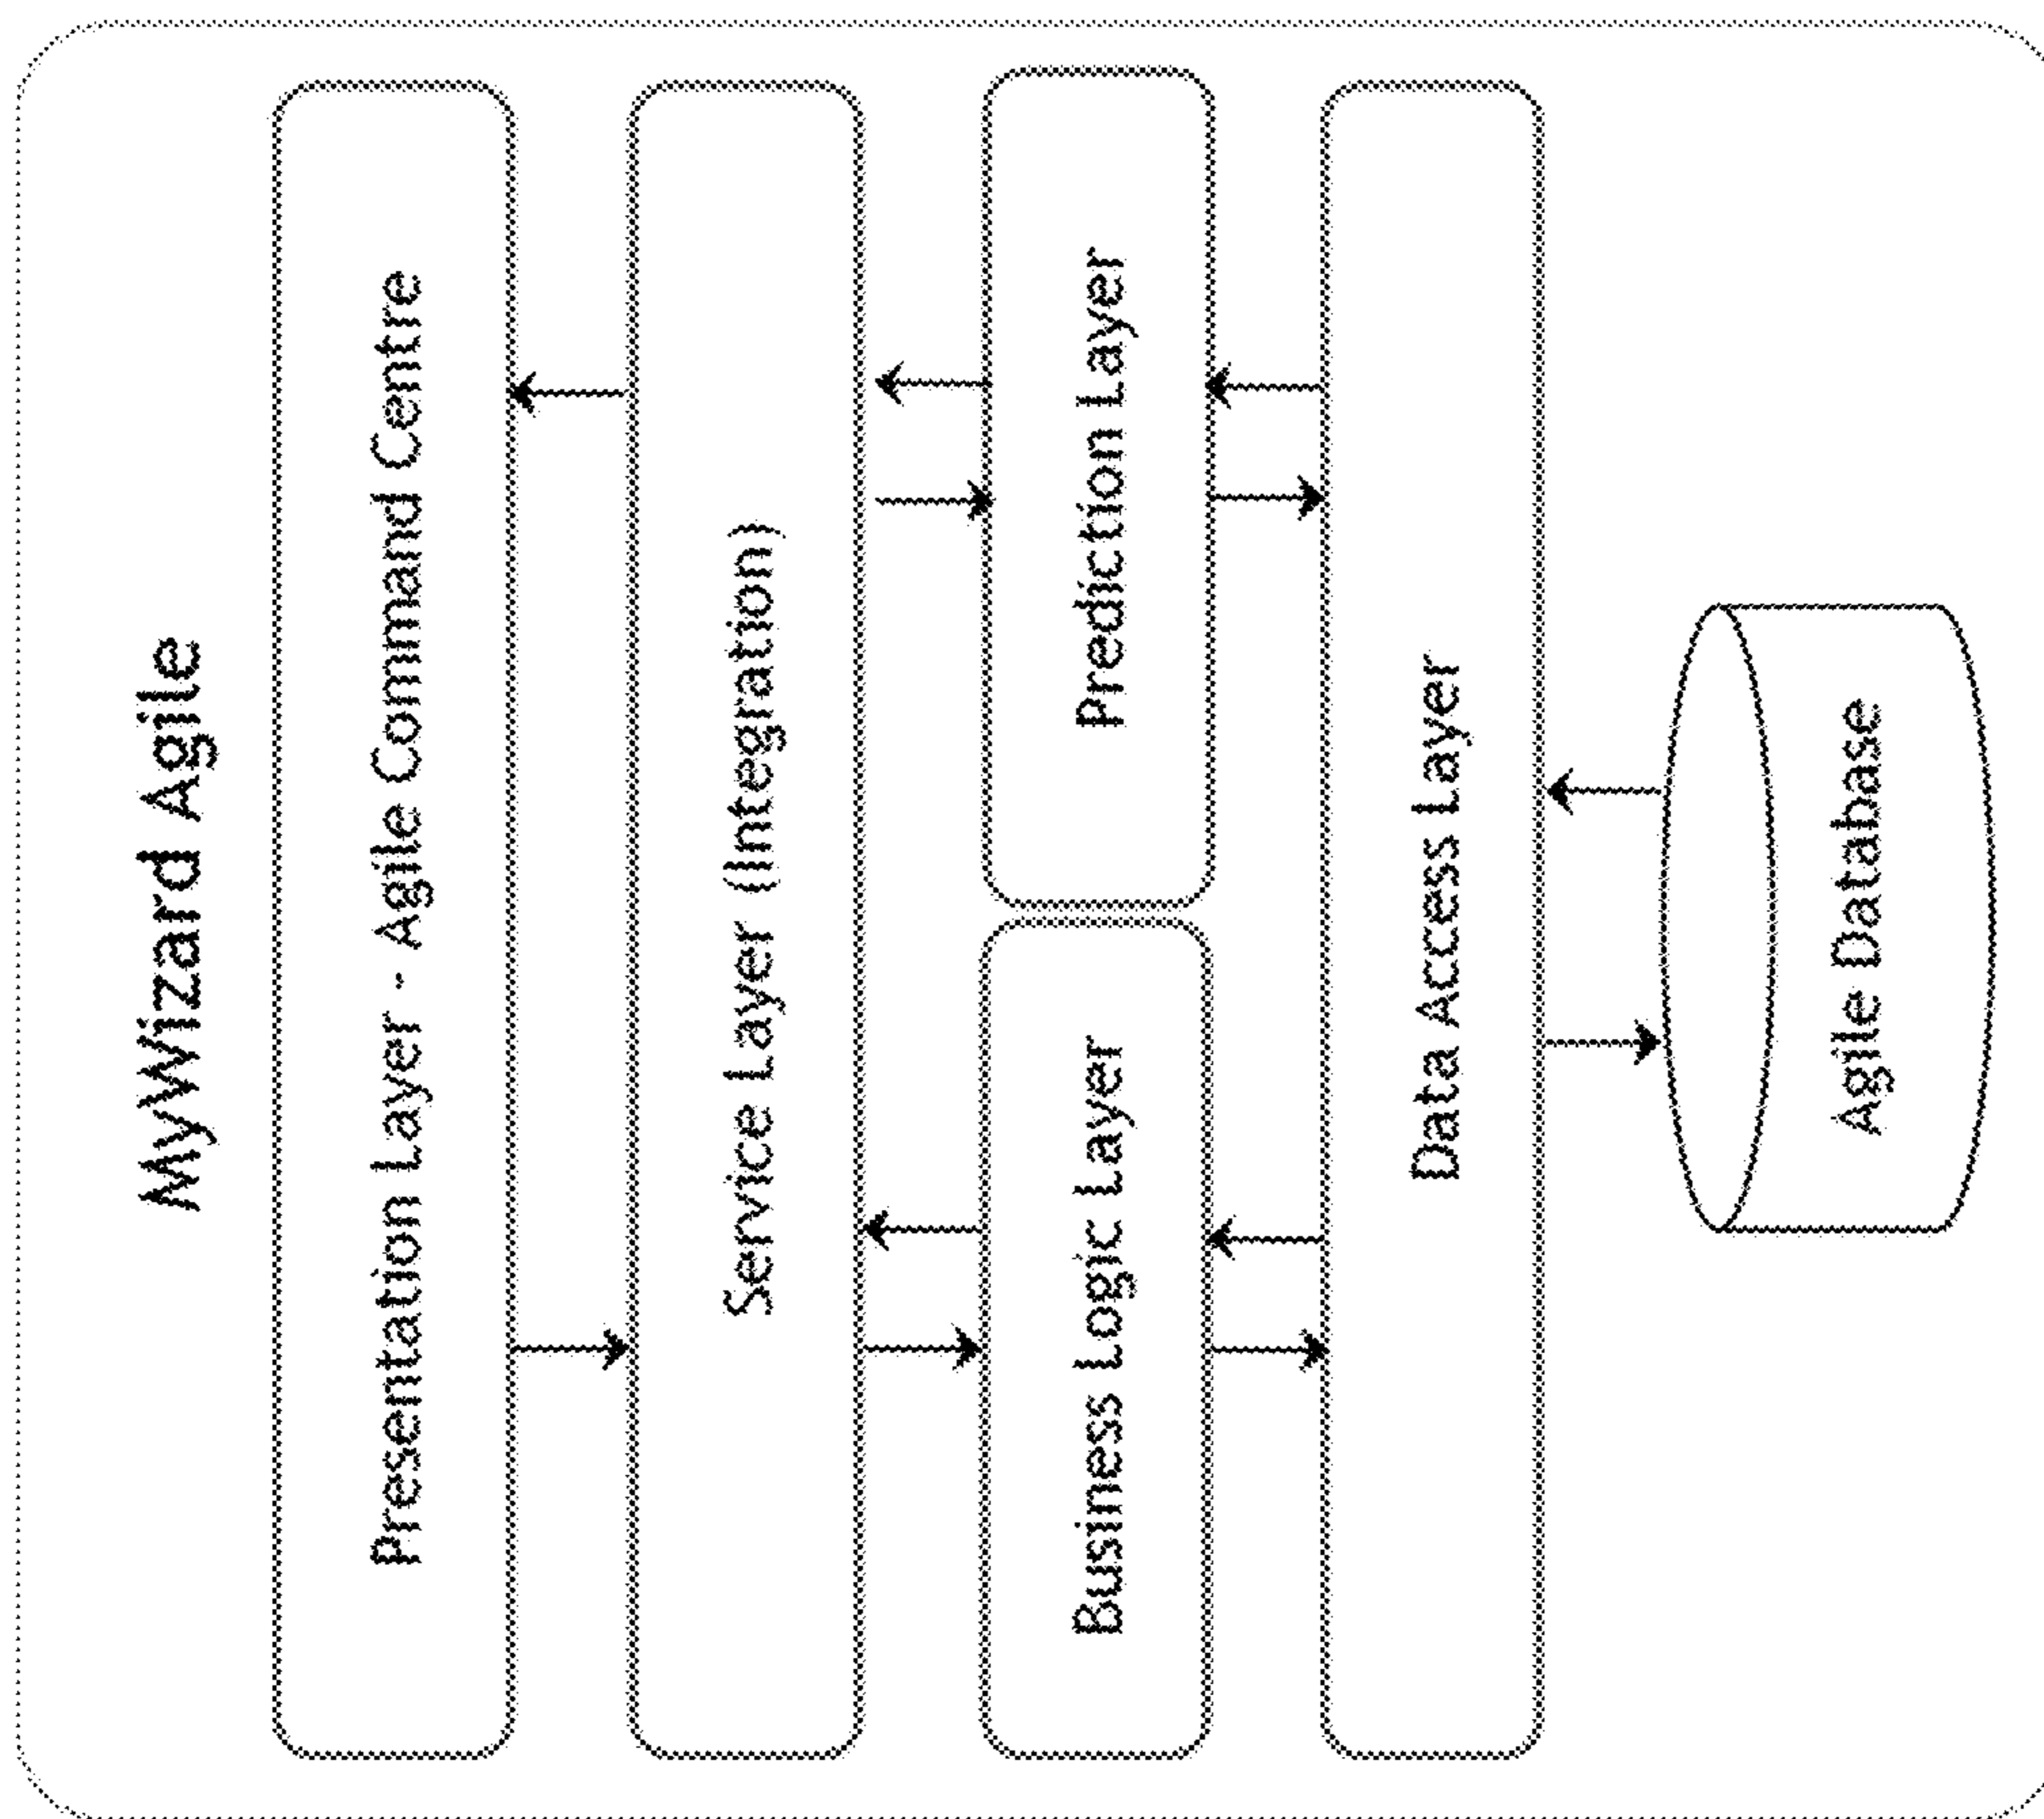 MyWizard Agile
Presentation Layer - Agile Command Centre
Service Layer (Integration)
Business Logic Layer
Prediction Layer
Data Access Layer
Agile Database